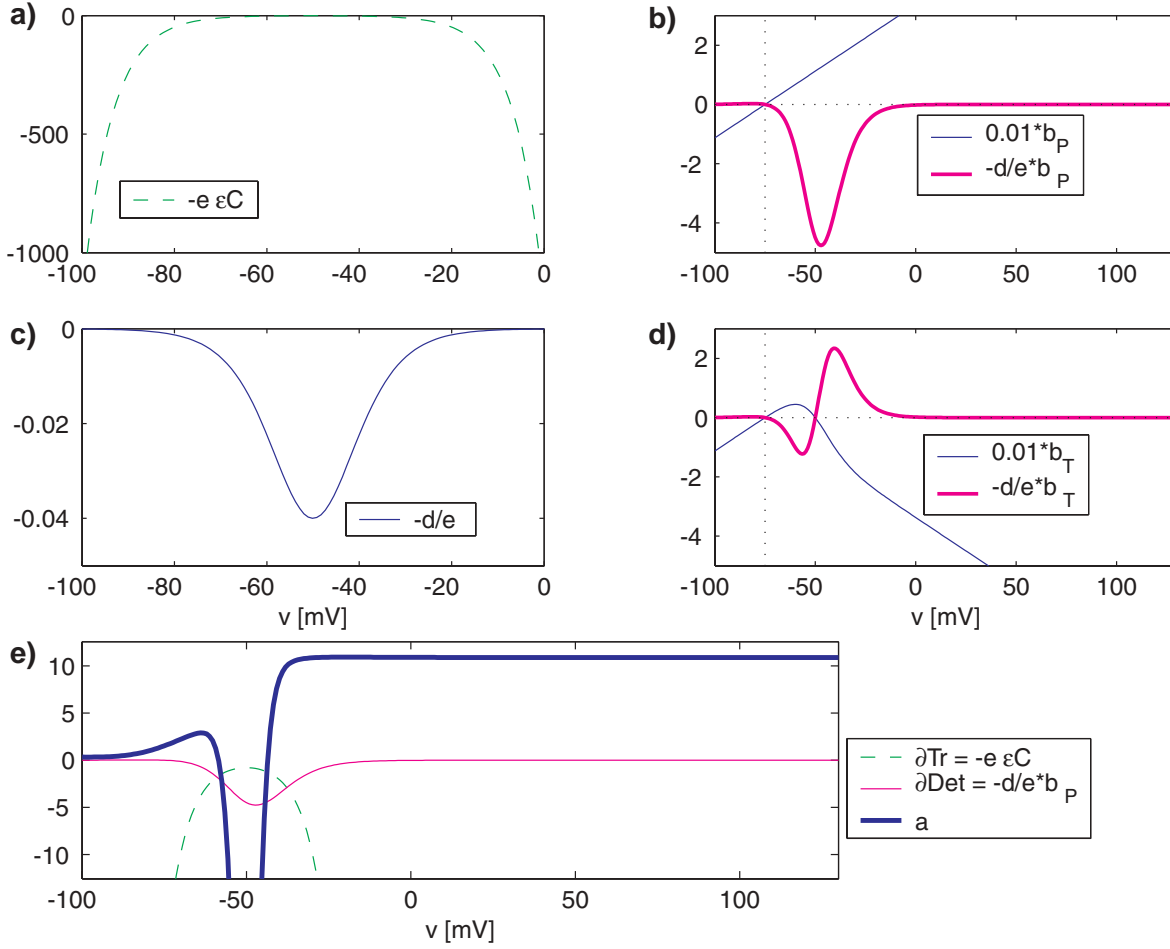 a)
0
-500
-1000
-e εC
-100 -80 -60 -40 -20 0
b)
2
0
-2
-4
0.01*b_P
-d/e*b_P
-100 -50 0 50 100
c)
0
-0.02
-0.04
-d/e
-100 -80 -60 -40 -20 0
v [mV]
d)
2
0
-2
-4
0.01*b_T
-d/e*b_T
-100 -50 0 50 100
v [mV]
e)
10
5
0
-5
-10
-100 -50 0 50 100
v [mV]
∂Tr = -e εC
∂Det = -d/e*b_P
a